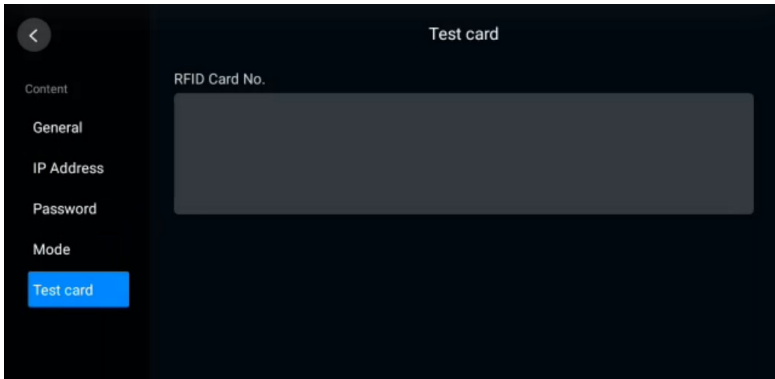 Test card
Content
General
IP Address
Password
Mode
Test card
RFID Card No.